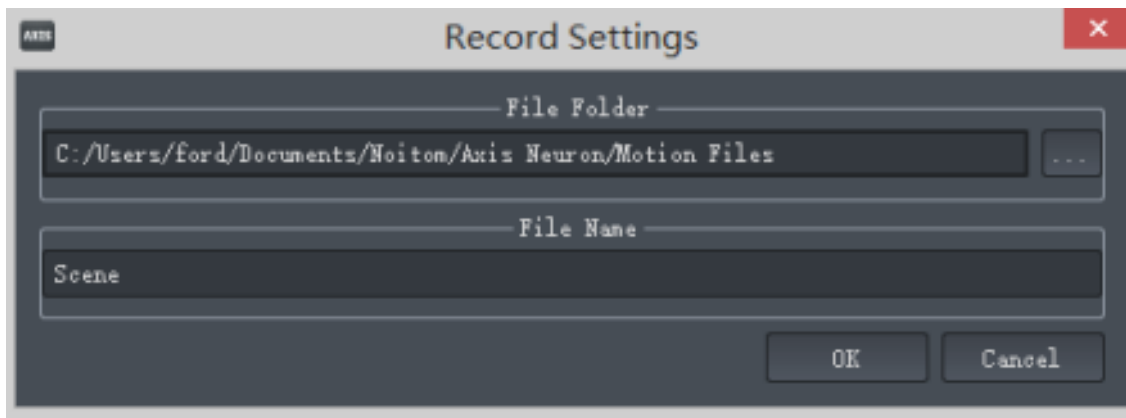 AXIS
Record Settings
×
File Folder
C:/Users/ford/Documents/Noitom/Axis Neuron/Motion Files
...
File Name
Scene
OK
Cancel